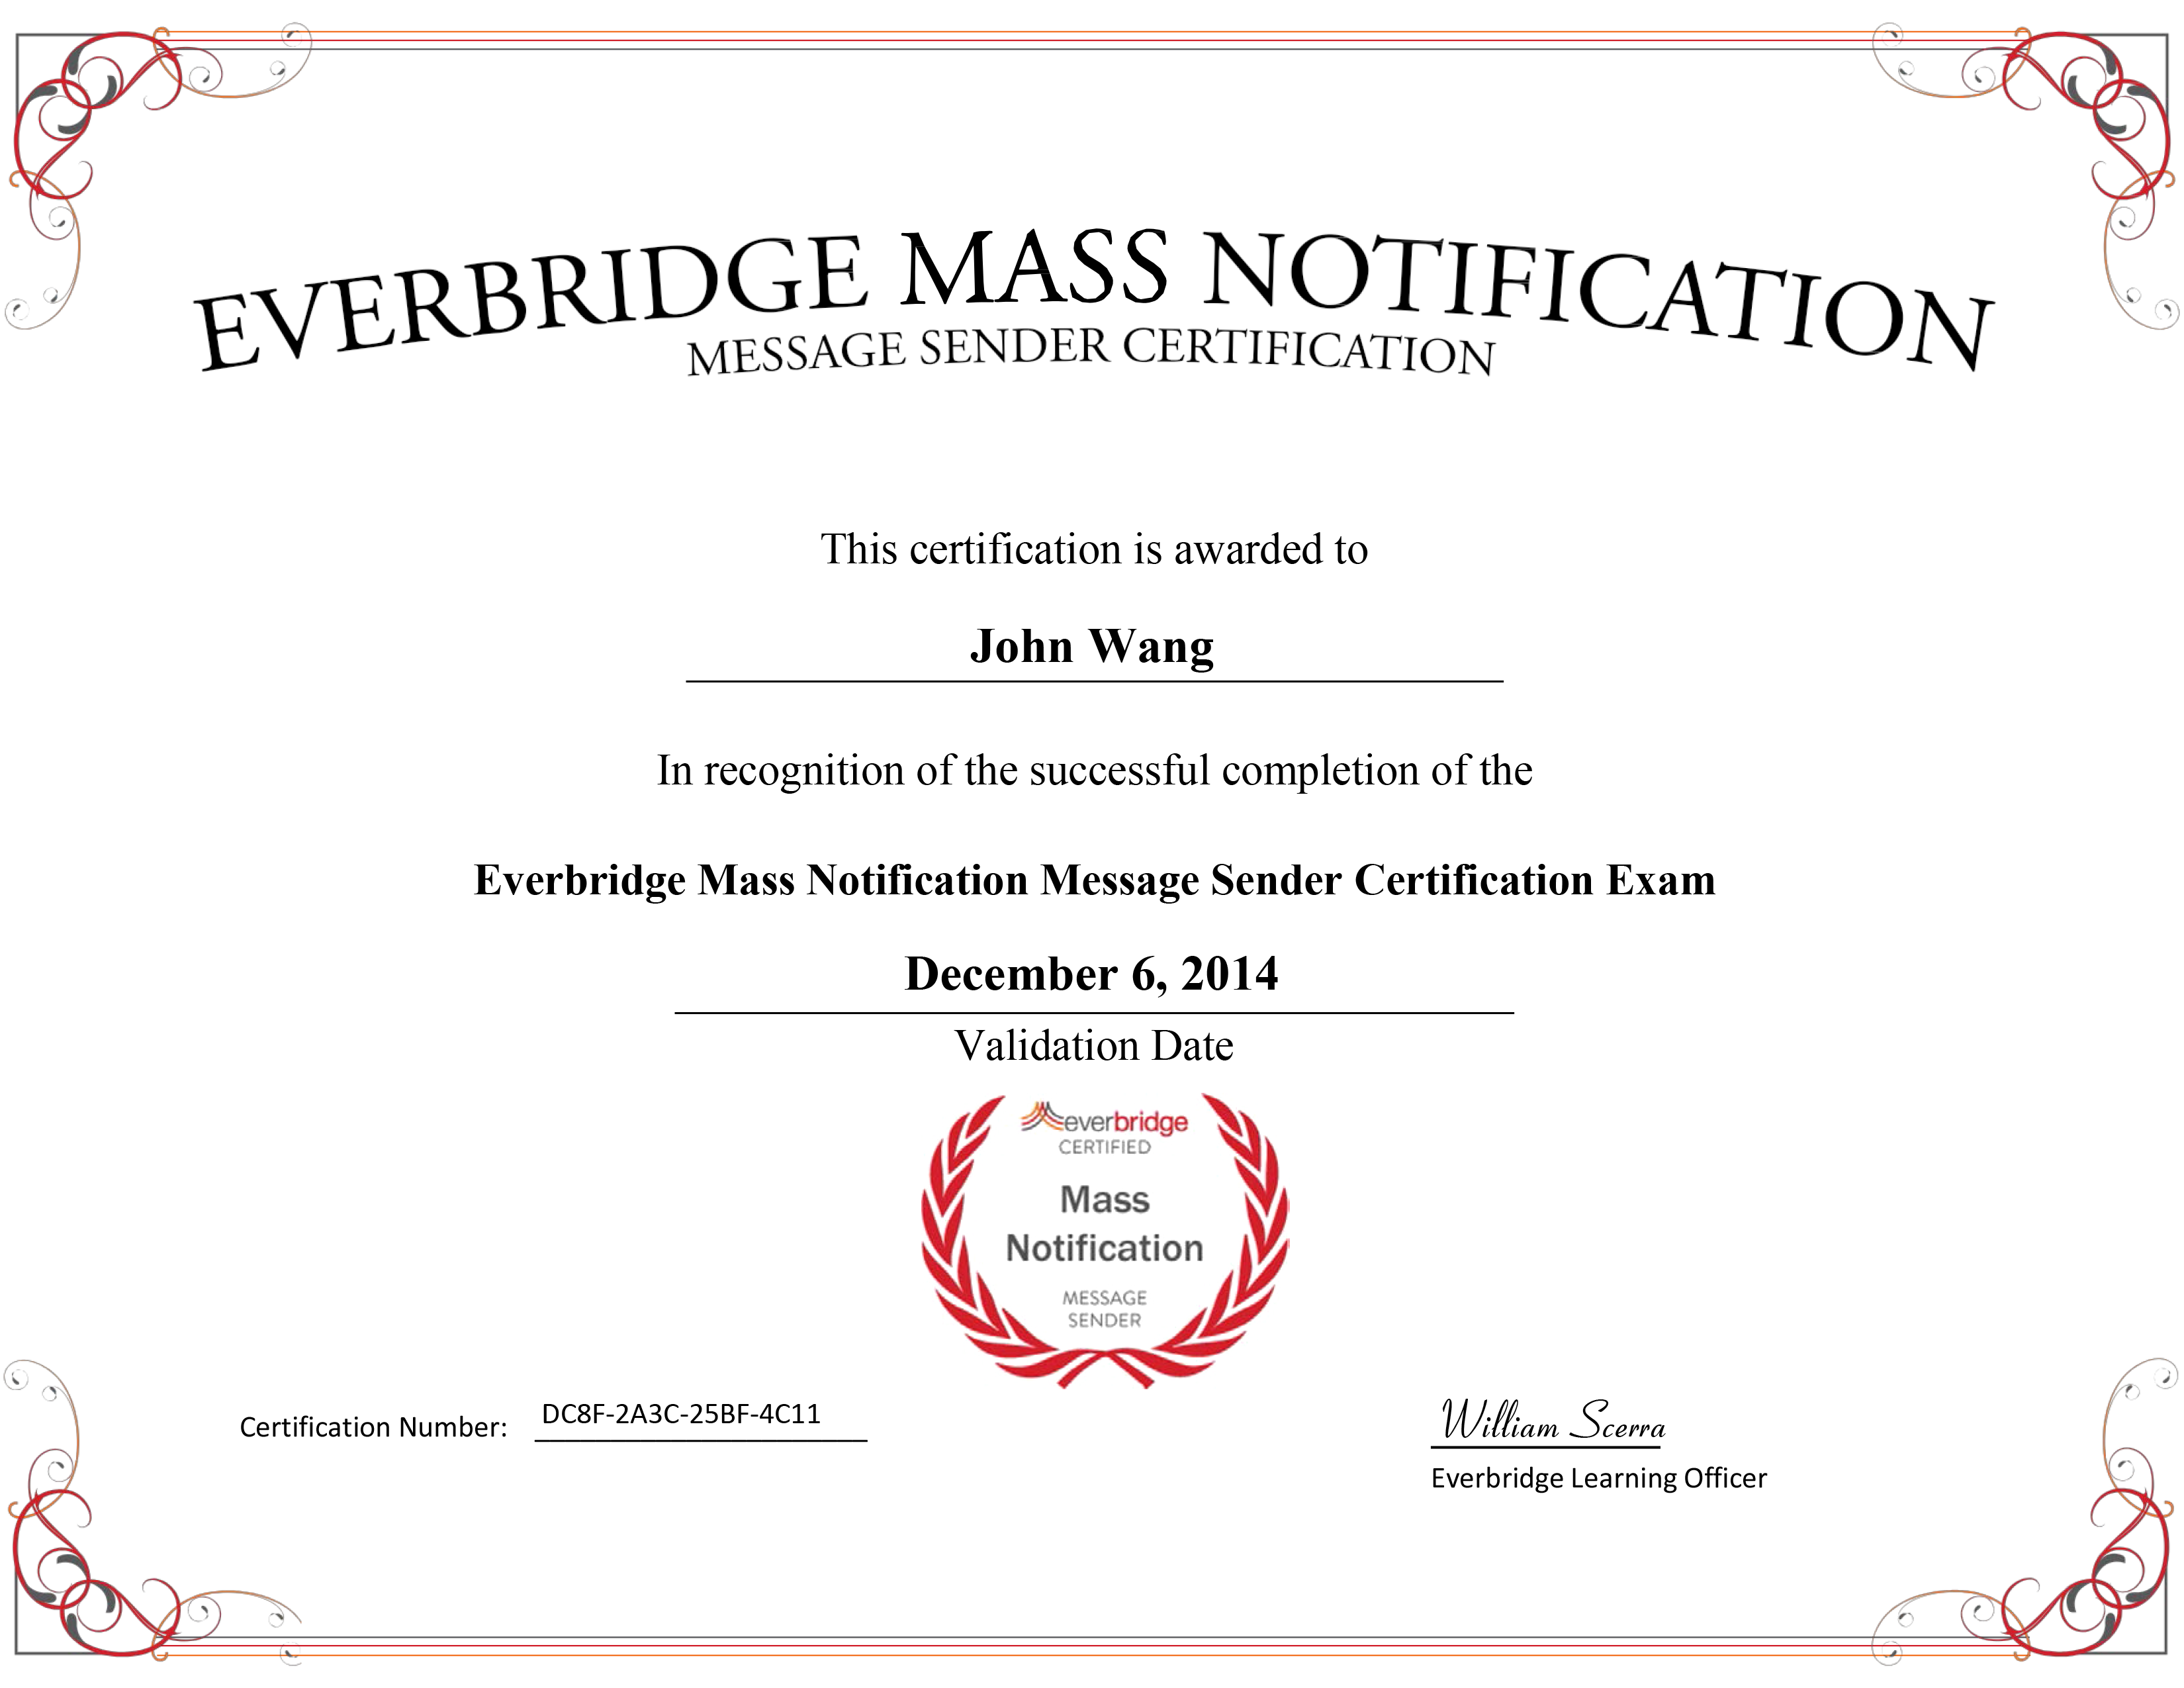 EVERBRIDGE MASS NOTIFICATION
MESSAGE SENDER CERTIFICATION
This certification is awarded to
John Wang
In recognition of the successful completion of the
Everbridge Mass Notification Message Sender Certification Exam
December 6, 2014
Validation Date
everbridge
CERTIFIED
Mass
Notification
MESSAGE
SENDER
Certification Number: DC8F-2A3C-25BF-4C11
William Scerra
Everbridge Learning Officer